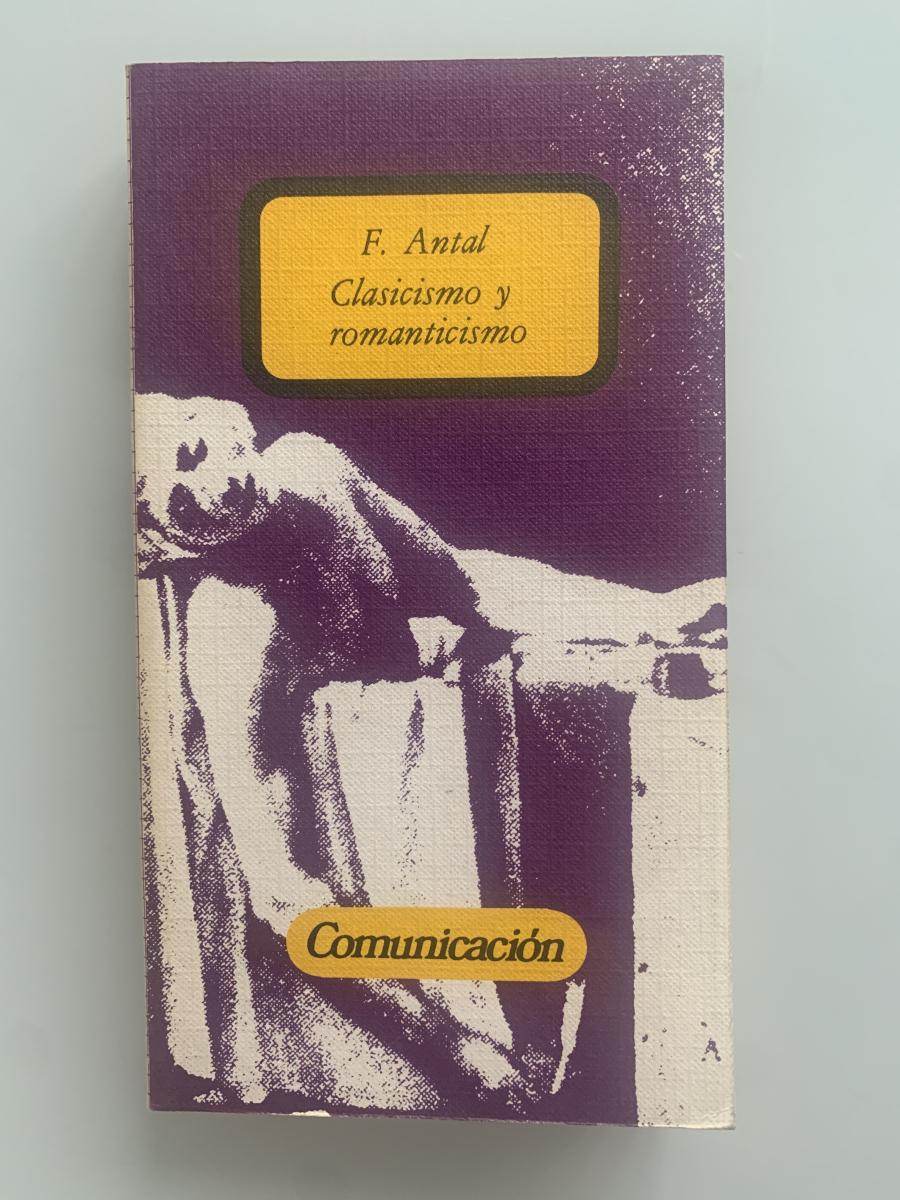 F. Antal
Clasicismo y
romanticismo
Comunicación
A